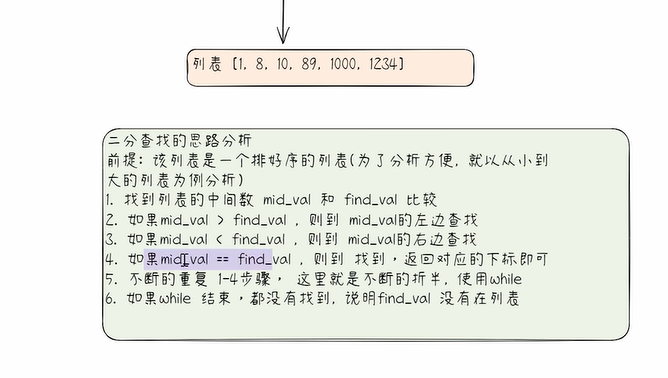 列表 [1, 8, 10, 89, 1000, 1234]
二分查找的思路分析
前提: 该列表是一个排好序的列表(为了分析方便, 就以从小到
大的列表为例分析)
1. 找到列表的中间数 mid_val 和 find_val 比较
2. 如果mid_val > find_val , 则到 mid_val的左边查找
3. 如果mid_val < find_val , 则到 mid_val的右边查找
4. 如果mid_val == find_val , 则到 找到，返回对应的下标即可
5. 不断的重复 1-4步骤， 这里就是不断的折半, 使用while
6. 如果while 结束，都没有找到, 说明find_val 没有在列表